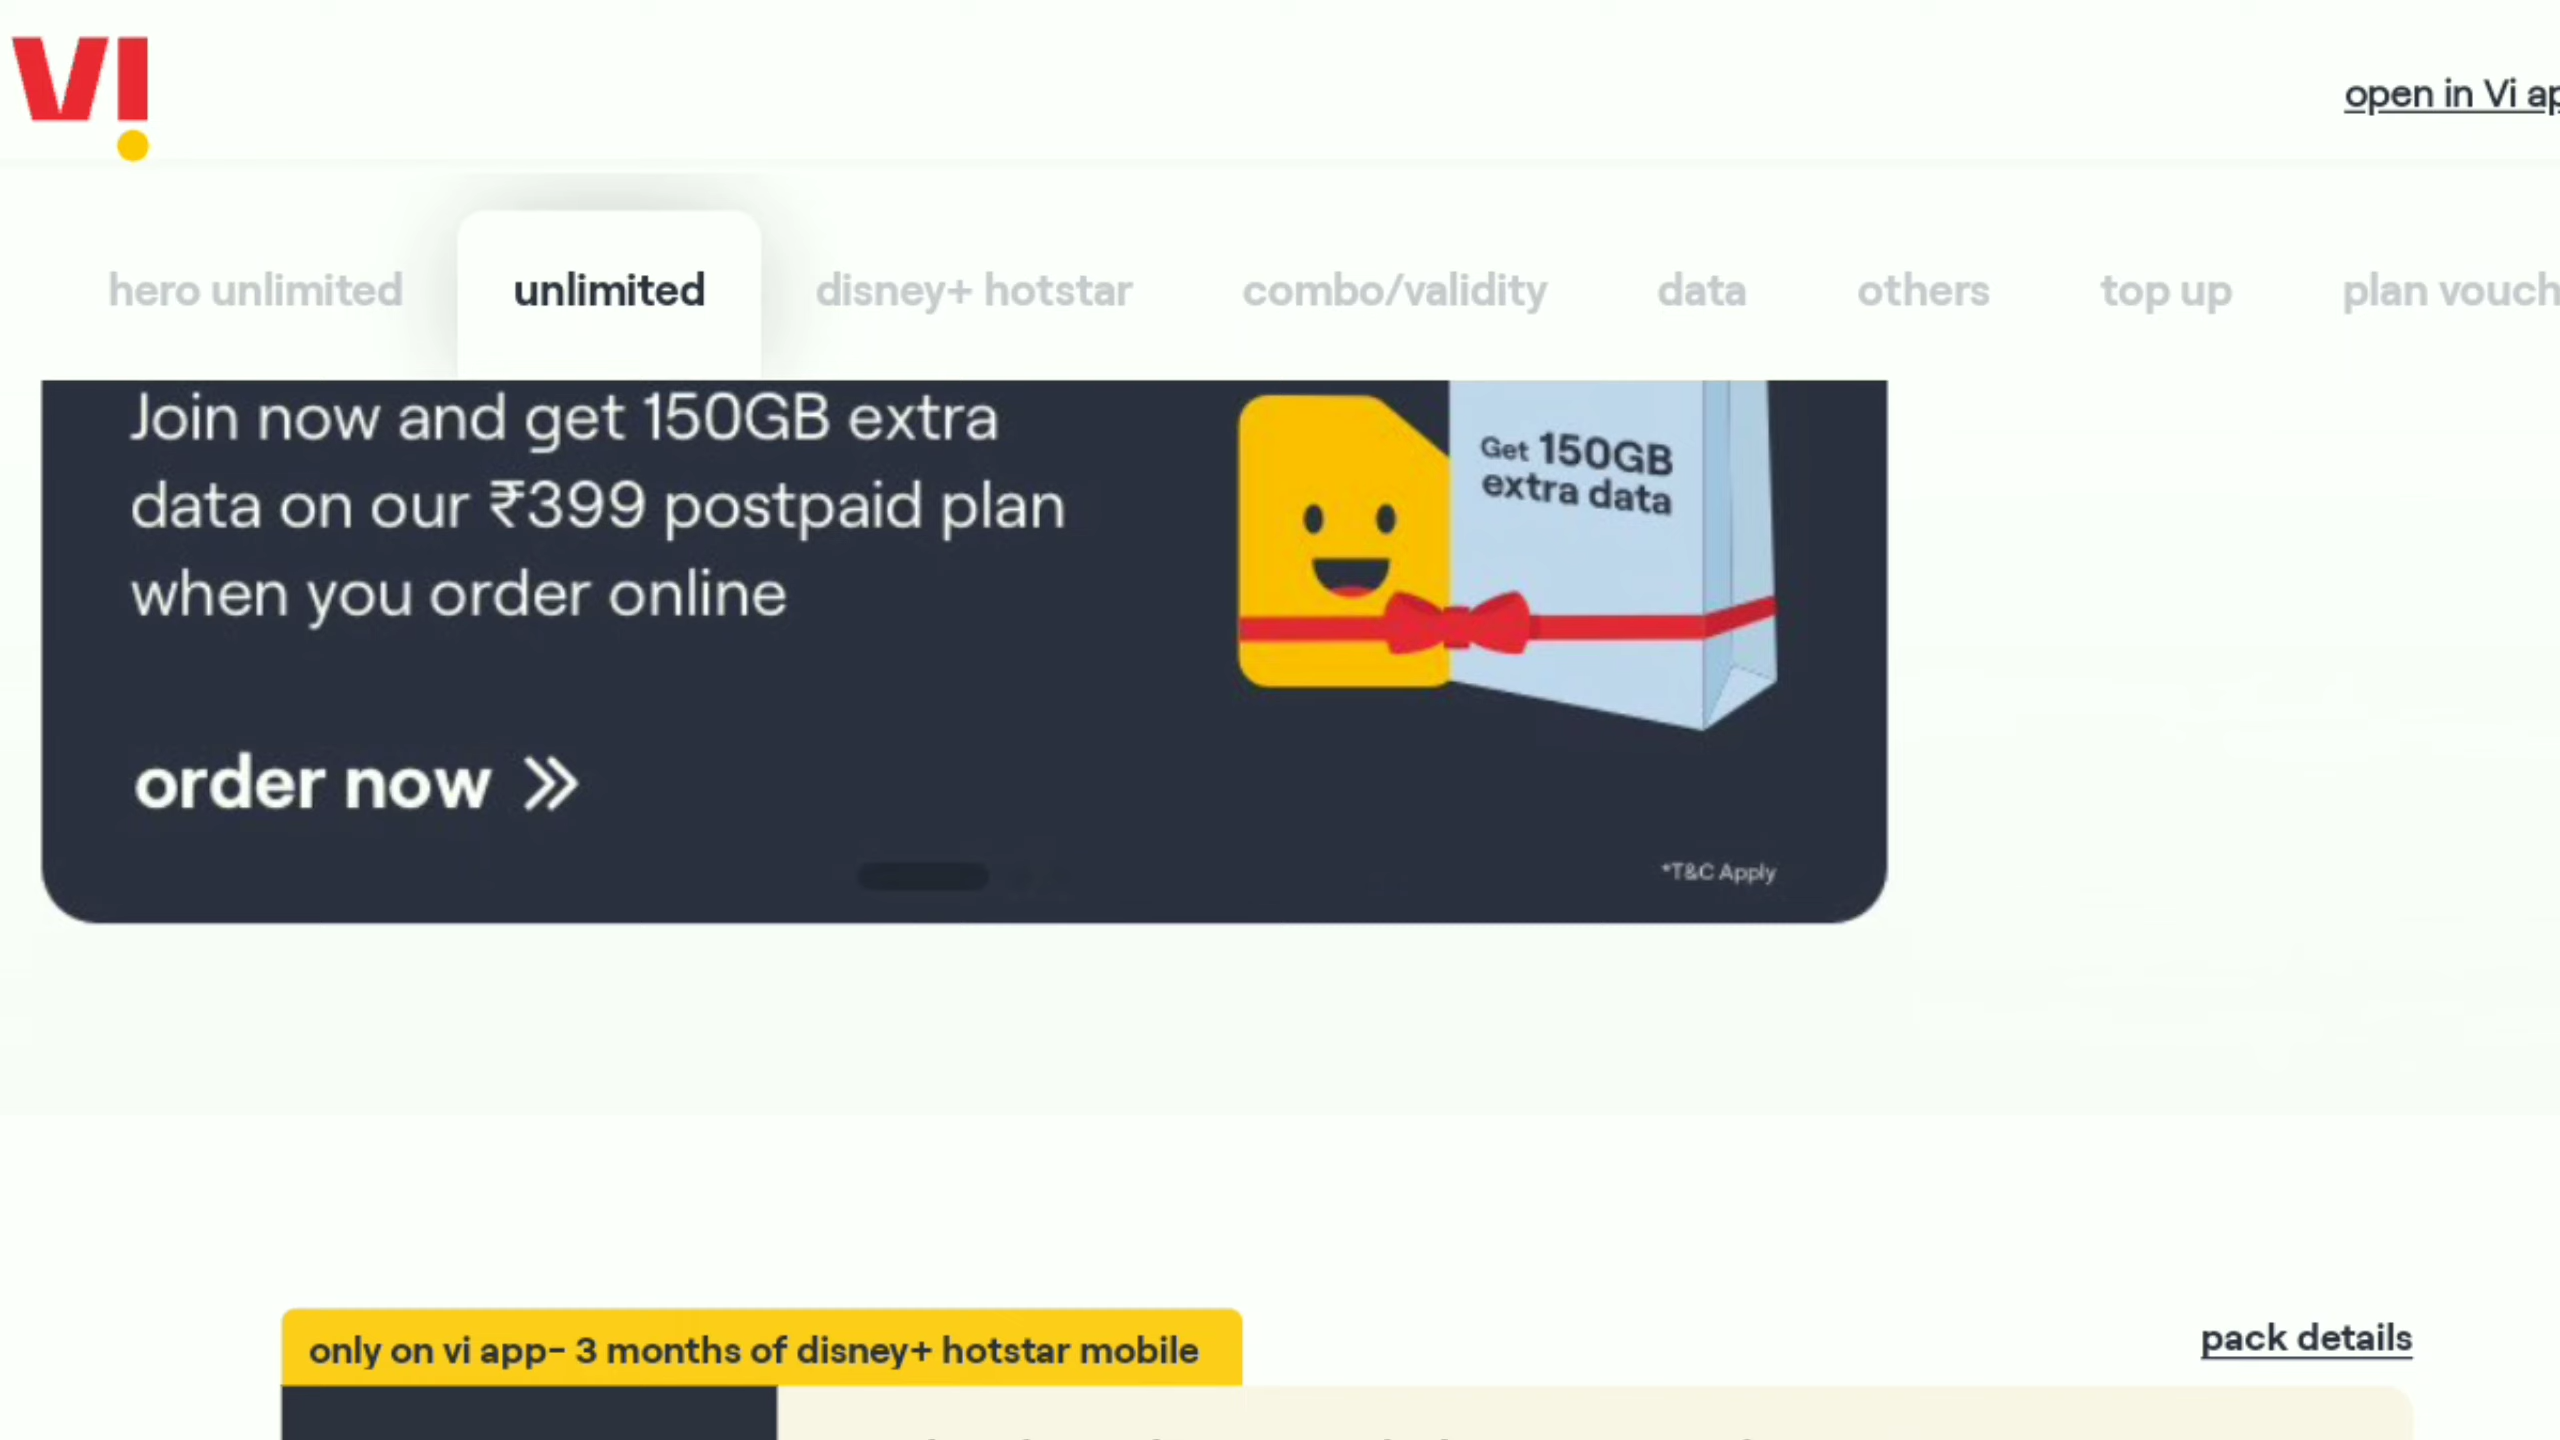 VI
open in Vi ap
hero unlimited
unlimited
disney+ hotstar
combo/validity
data
others
top up
plan vouch
Join now and get 150GB extra
data on our ₹399 postpaid plan
when you order online
Get 150GB
extra data
order now
*T&C Apply
only on vi app- 3 months of disney+ hotstar mobile
pack details